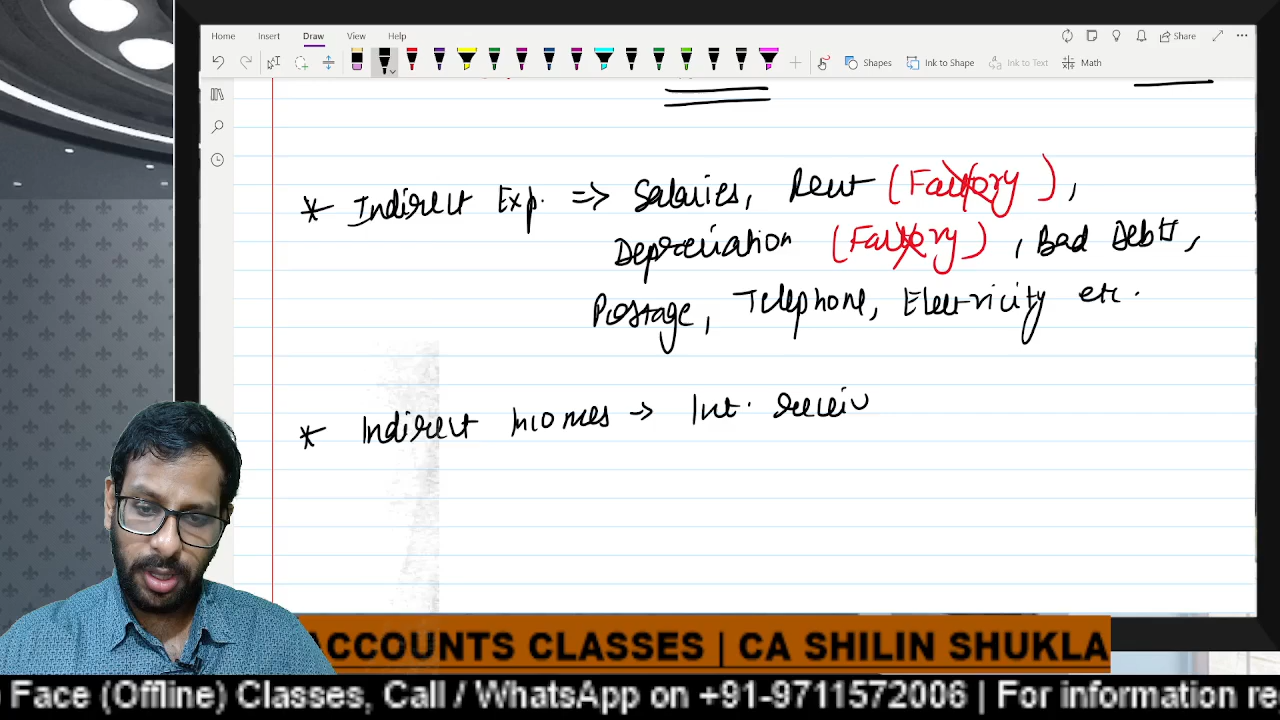 Home Insert Draw View Help Share
Shapes Ink to Shape Ink to Text Math
* Indirect Exp. => Salaries, Rent (Factory),
Depreciation (Factory), Bad Debts,
Postage, Telephone, Electricity etc.
* Indirect Incomes → Int. receiv
ACCOUNTS CLASSES | CA SHILIN SHUKLA
Face (Offline) Classes, Call / WhatsApp on +91-9711572006 | For information re